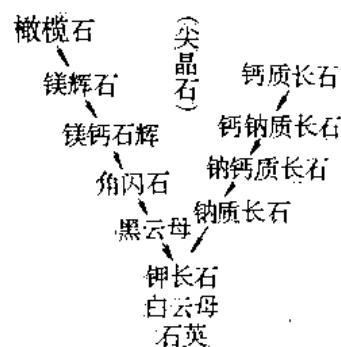 橄榄石
镁辉石
镁钙石辉
角闪石
黑云母
（尖晶石）
钙质长石
钙钠质长石
钠钙质长石
钠质长石
钾长石
白云母
石英